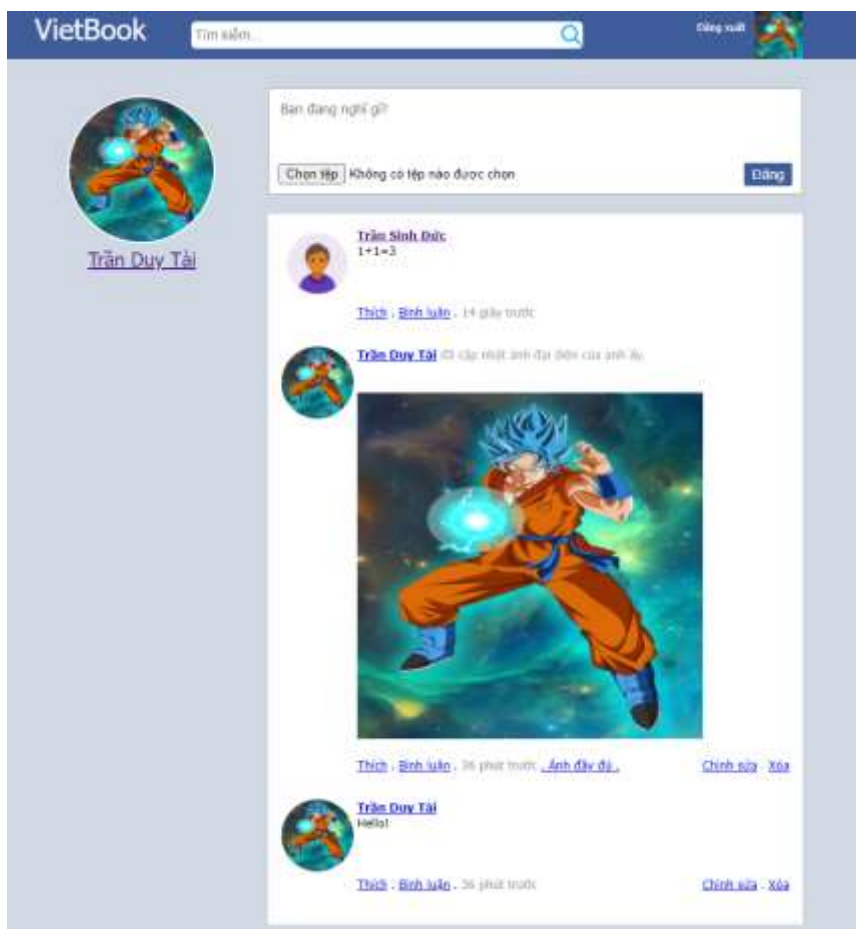 VietBook
Tìm kiếm...
Đăng xuất
Trần Duy Tài
Bạn đang nghĩ gì?
Chọn tệp Không có tệp nào được chọn
Đăng
Trần Sinh Đức
1+1=3
Thích . Bình luận . 14 giây trước
Trần Duy Tài đã cập nhật ảnh đại diện của anh ấy.
Thích . Bình luận . 36 phút trước . Ảnh đầy đủ .
Chỉnh sửa . Xóa
Trần Duy Tài
Hello!
Thích . Bình luận . 36 phút trước
Chỉnh sửa . Xóa